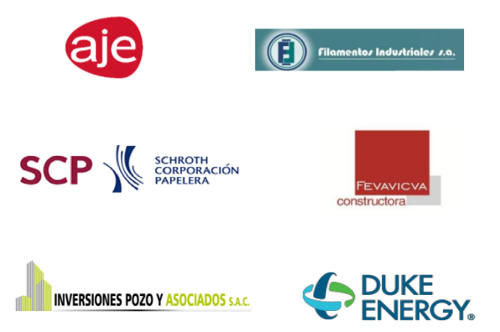 aje
Filamentos Industriales s.a.
SCP
SCHROTH
CORPORACIÓN
PAPELERA
FEVAVICVA
constructora
INVERSIONES POZO Y ASOCIADOS S.A.C.
DUKE
ENERGY®